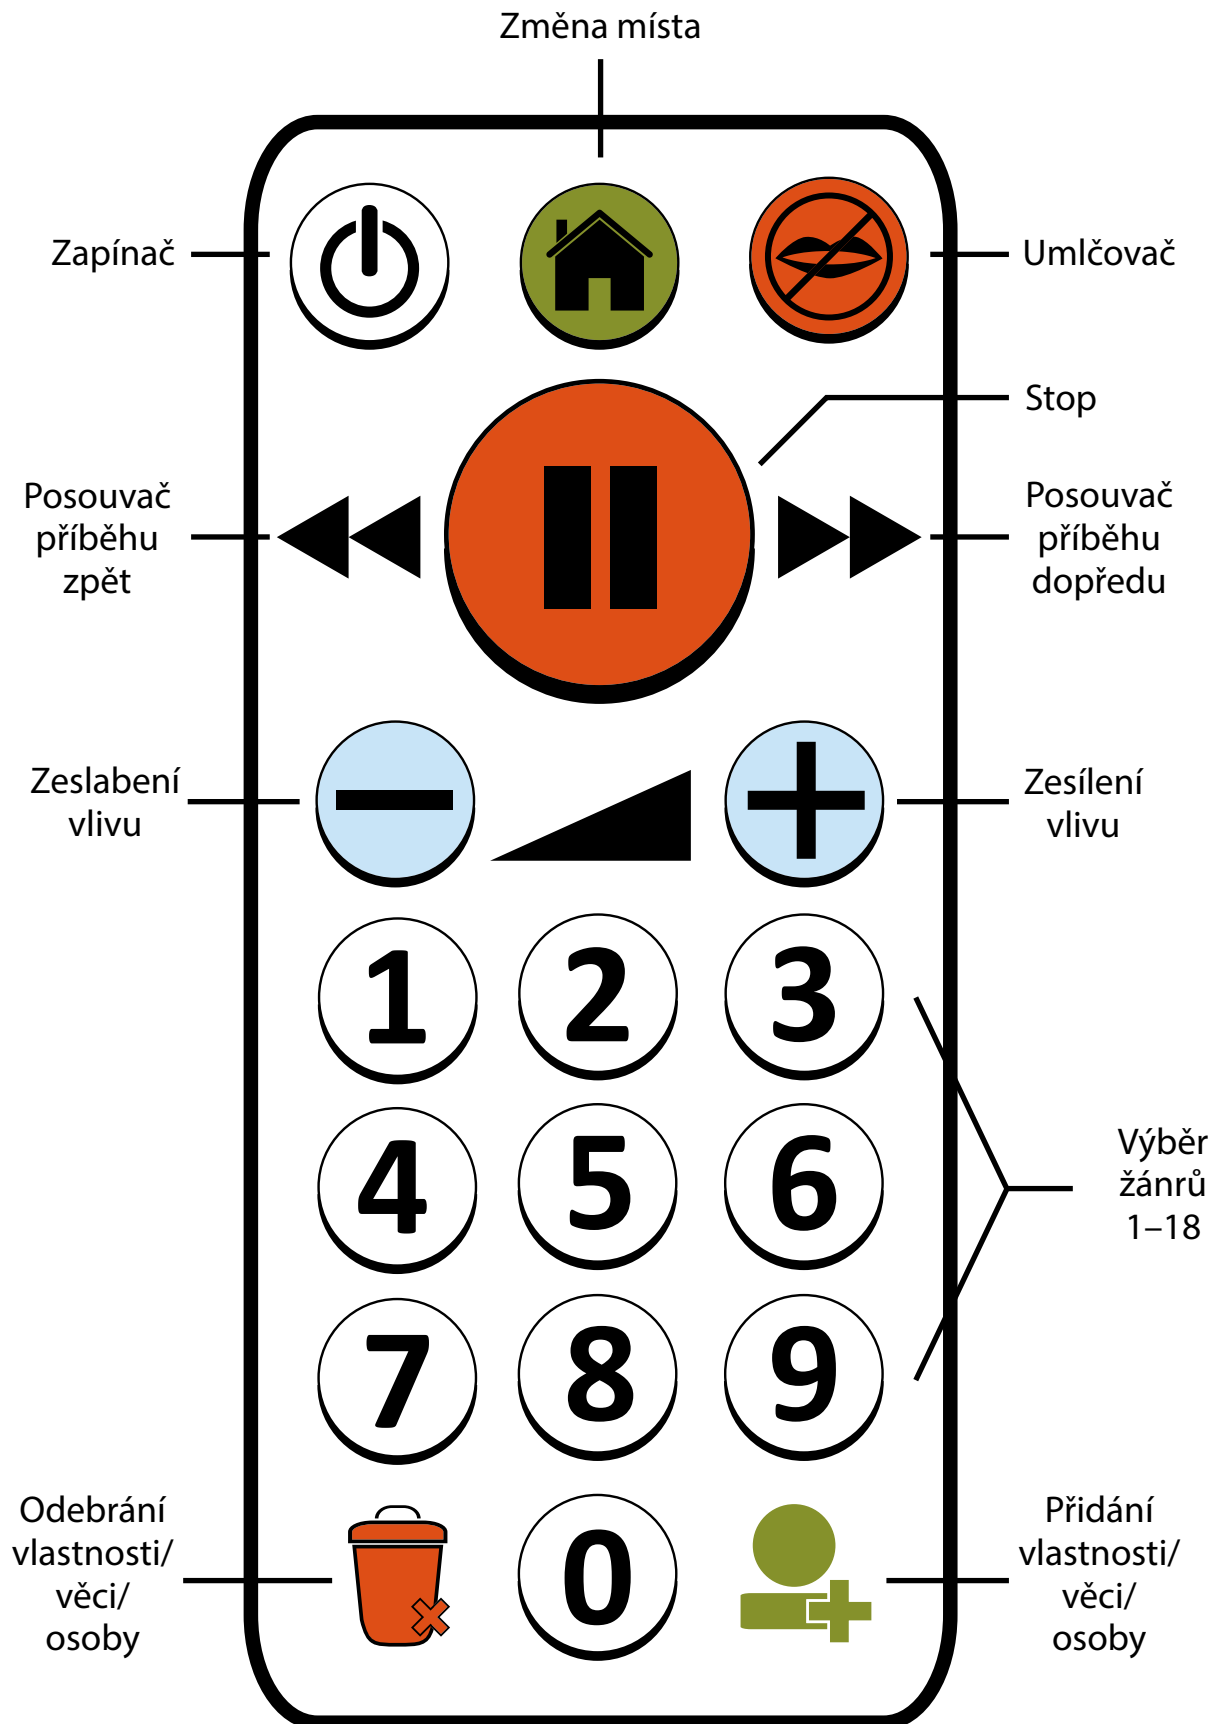 Změna místa
Zapínač
Umlčovač
Stop
Posouvač
příběhu
zpět
Posouvač
příběhu
dopředu
Zeslabení
vlivu
Zesílení
vlivu
1 2 3
4 5 6
Výběr
žánrů
1–18
7 8 9
Odebrání
vlastnosti/
věci/
osoby
0
Přidání
vlastnosti/
věci/
osoby